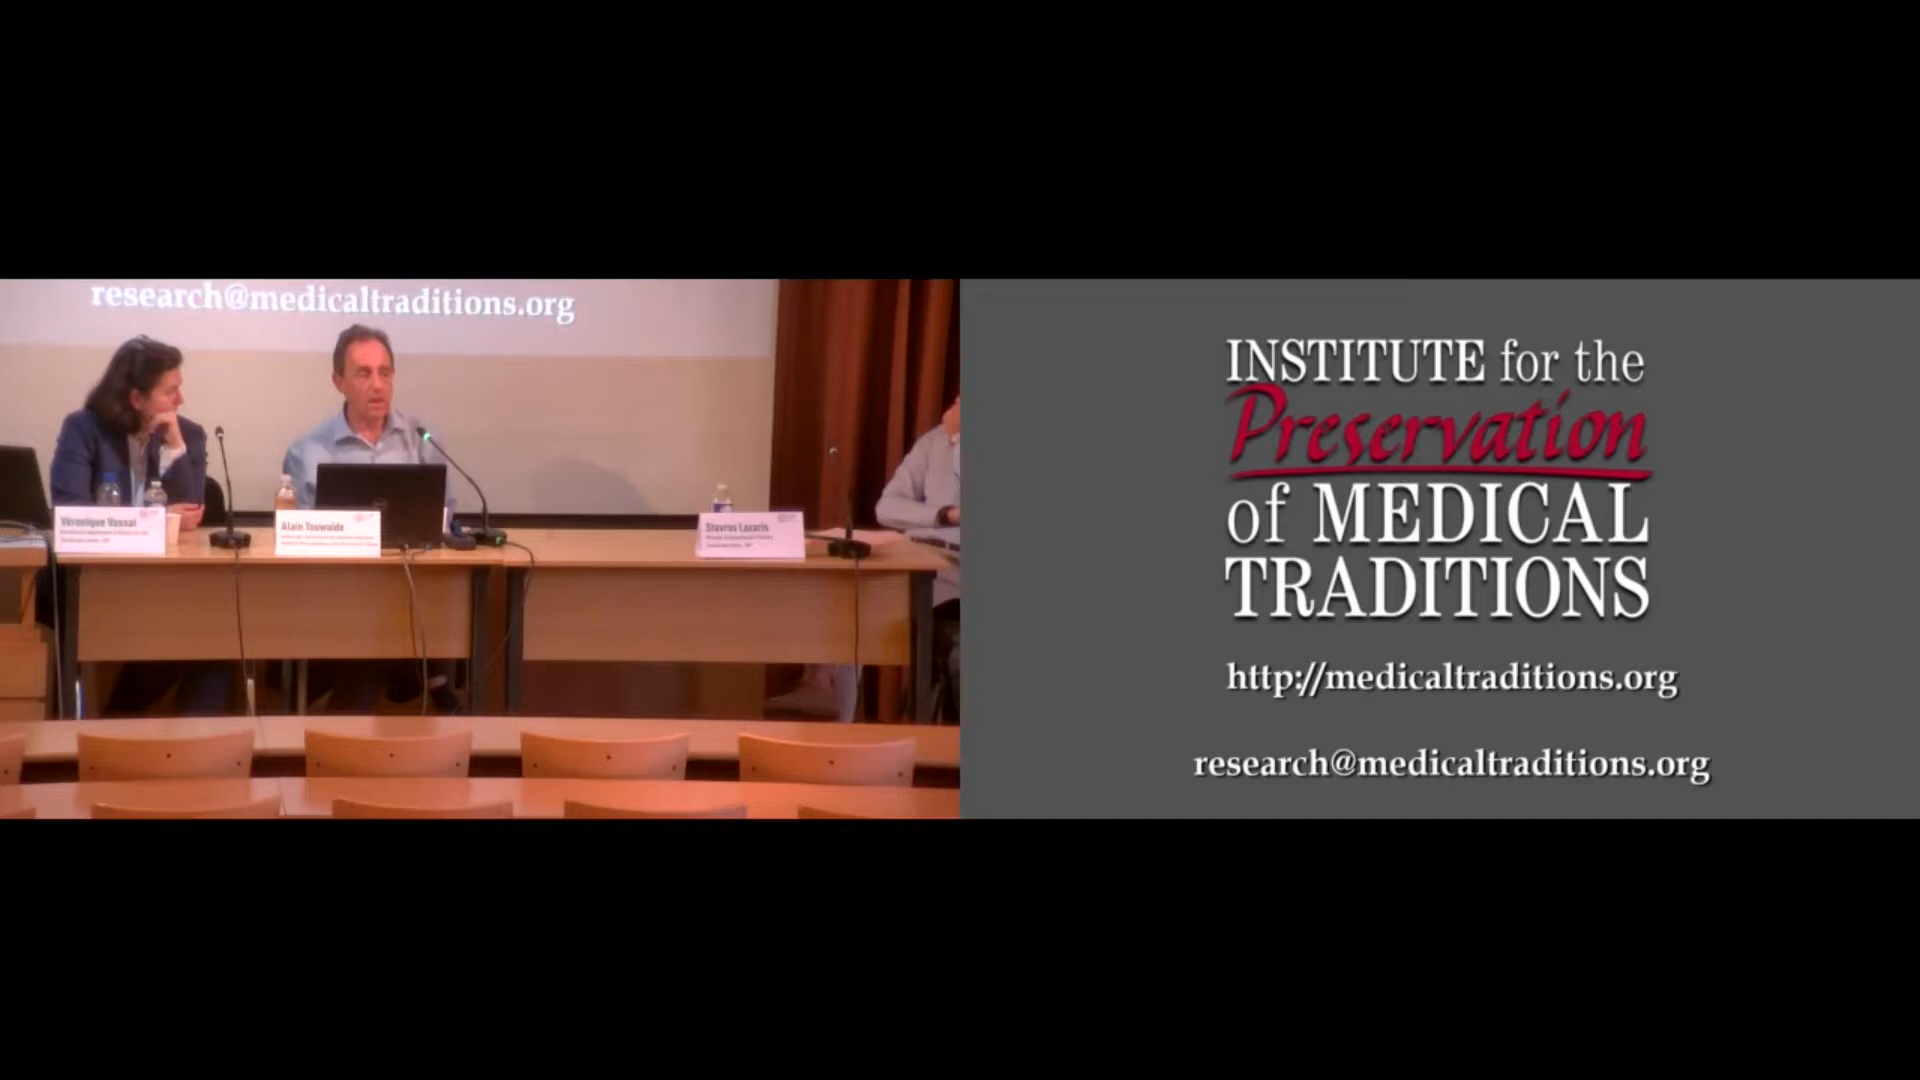 research@medicaltraditions.org
Véronique Vassal
Alain Touwaide
Stavros Lazaris
INSTITUTE for the
Preservation
of MEDICAL
TRADITIONS
http://medicaltraditions.org
research@medicaltraditions.org